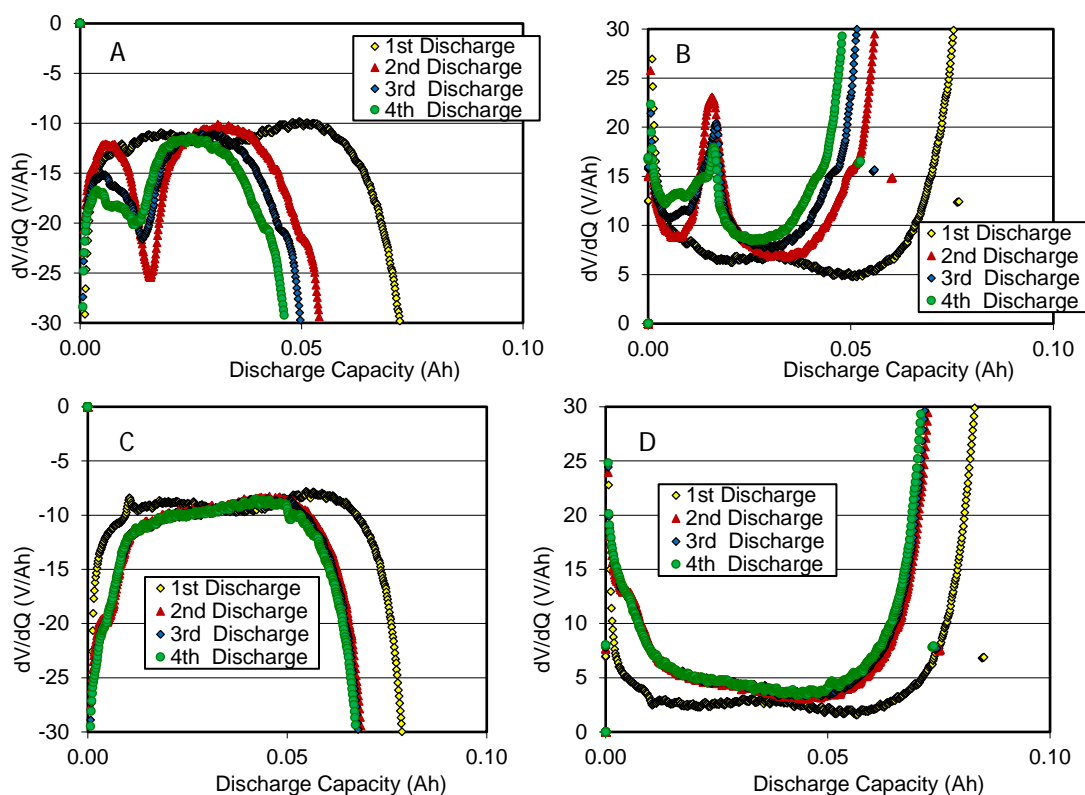 A
0
-5
-10
-15
-20
-25
-30
dV/dQ (V/Ah)
0.00
0.05
0.10
Discharge Capacity (Ah)
1st Discharge
2nd Discharge
3rd Discharge
4th Discharge
B
30
25
20
15
10
5
0
dV/dQ (V/Ah)
0.00
0.05
0.10
Discharge Capacity (Ah)
1st Discharge
2nd Discharge
3rd Discharge
4th Discharge
C
0
-5
-10
-15
-20
-25
-30
dV/dQ (V/Ah)
0.00
0.05
0.10
Discharge Capacity (Ah)
1st Discharge
2nd Discharge
3rd Discharge
4th Discharge
D
30
25
20
15
10
5
0
dV/dQ (V/Ah)
0.00
0.05
0.10
Discharge Capacity (Ah)
1st Discharge
2nd Discharge
3rd Discharge
4th Discharge